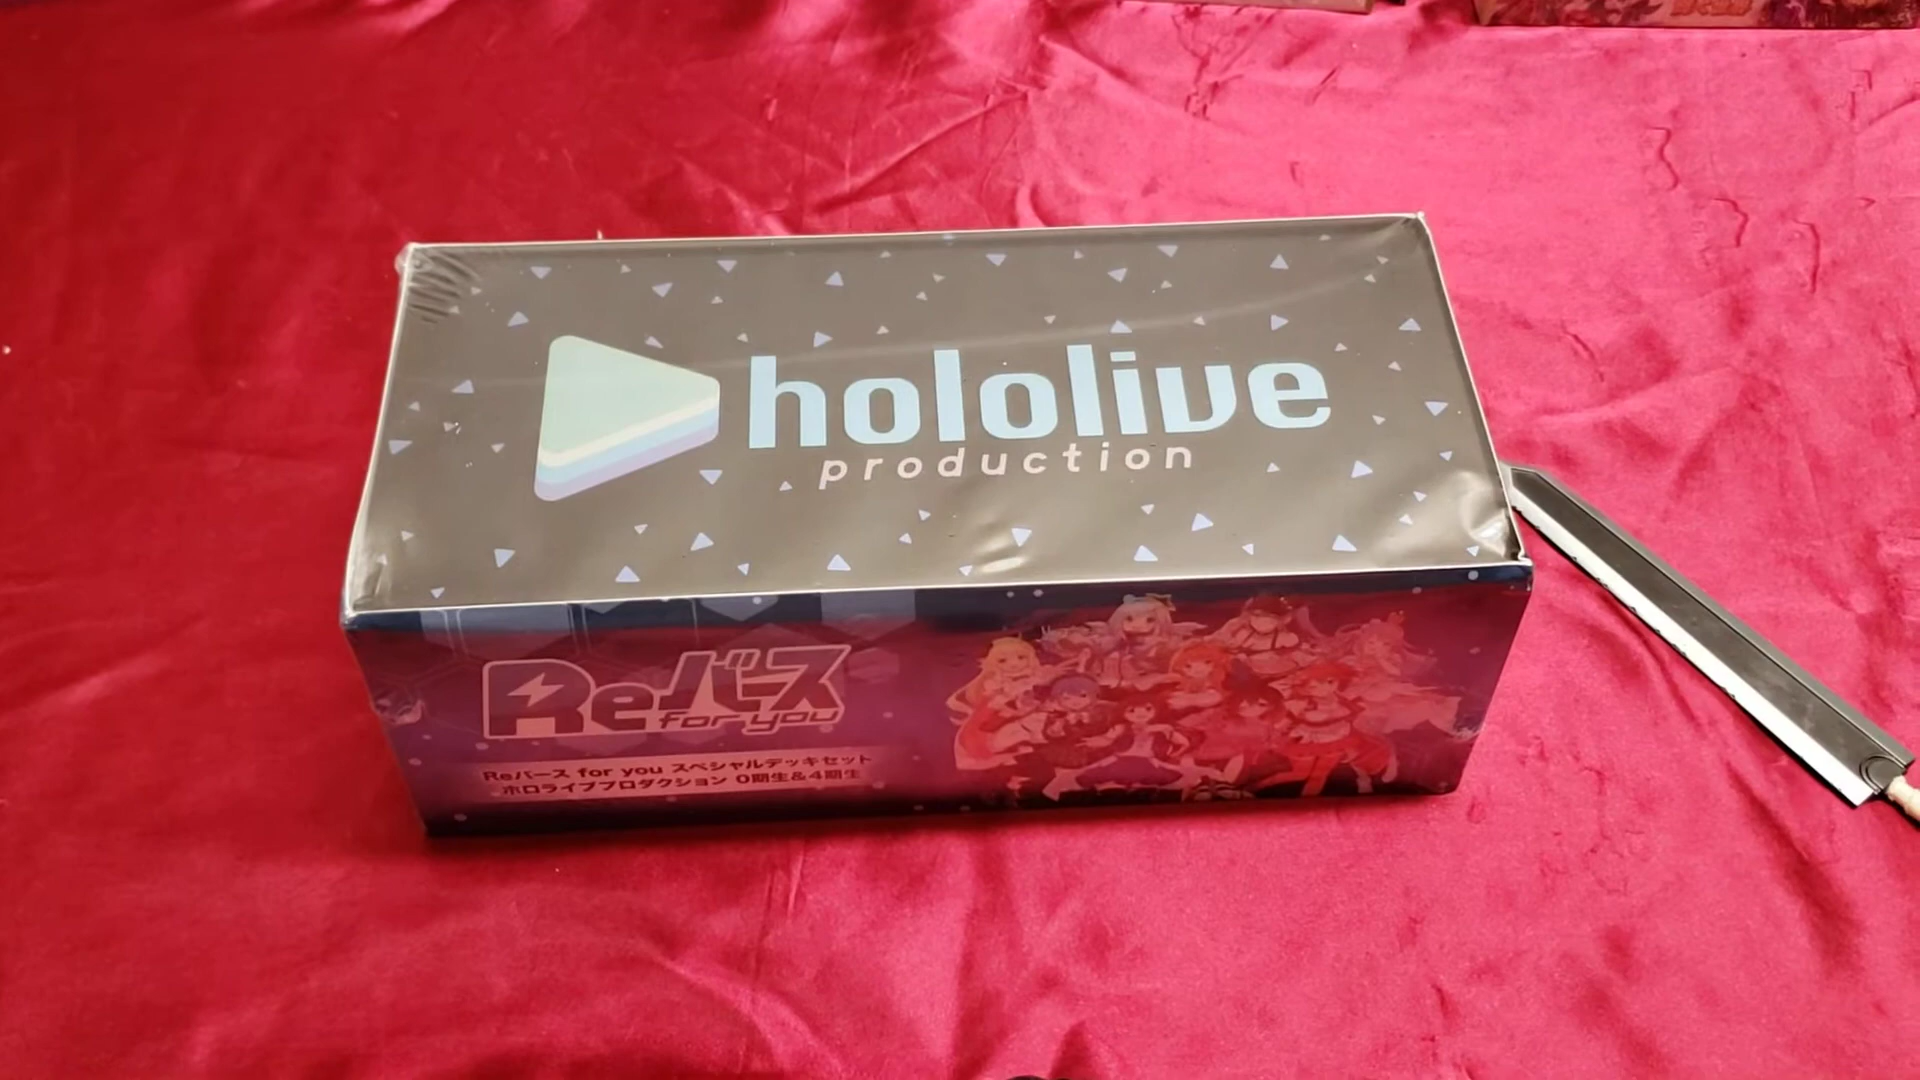 hololive
production
Reバース
for you
Reバース for you スペシャルデッキセット
ホロライブプロダクション 0期生&4期生